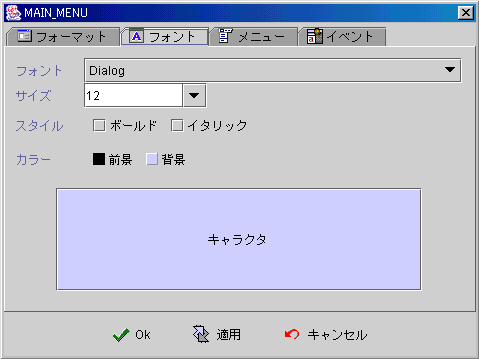 MAIN_MENU
フォーマット フォント メニュー イベント
フォント Dialog
サイズ 12
スタイル ボールド イタリック
カラー 前景 背景
キャラクタ
Ok 適用 キャンセル